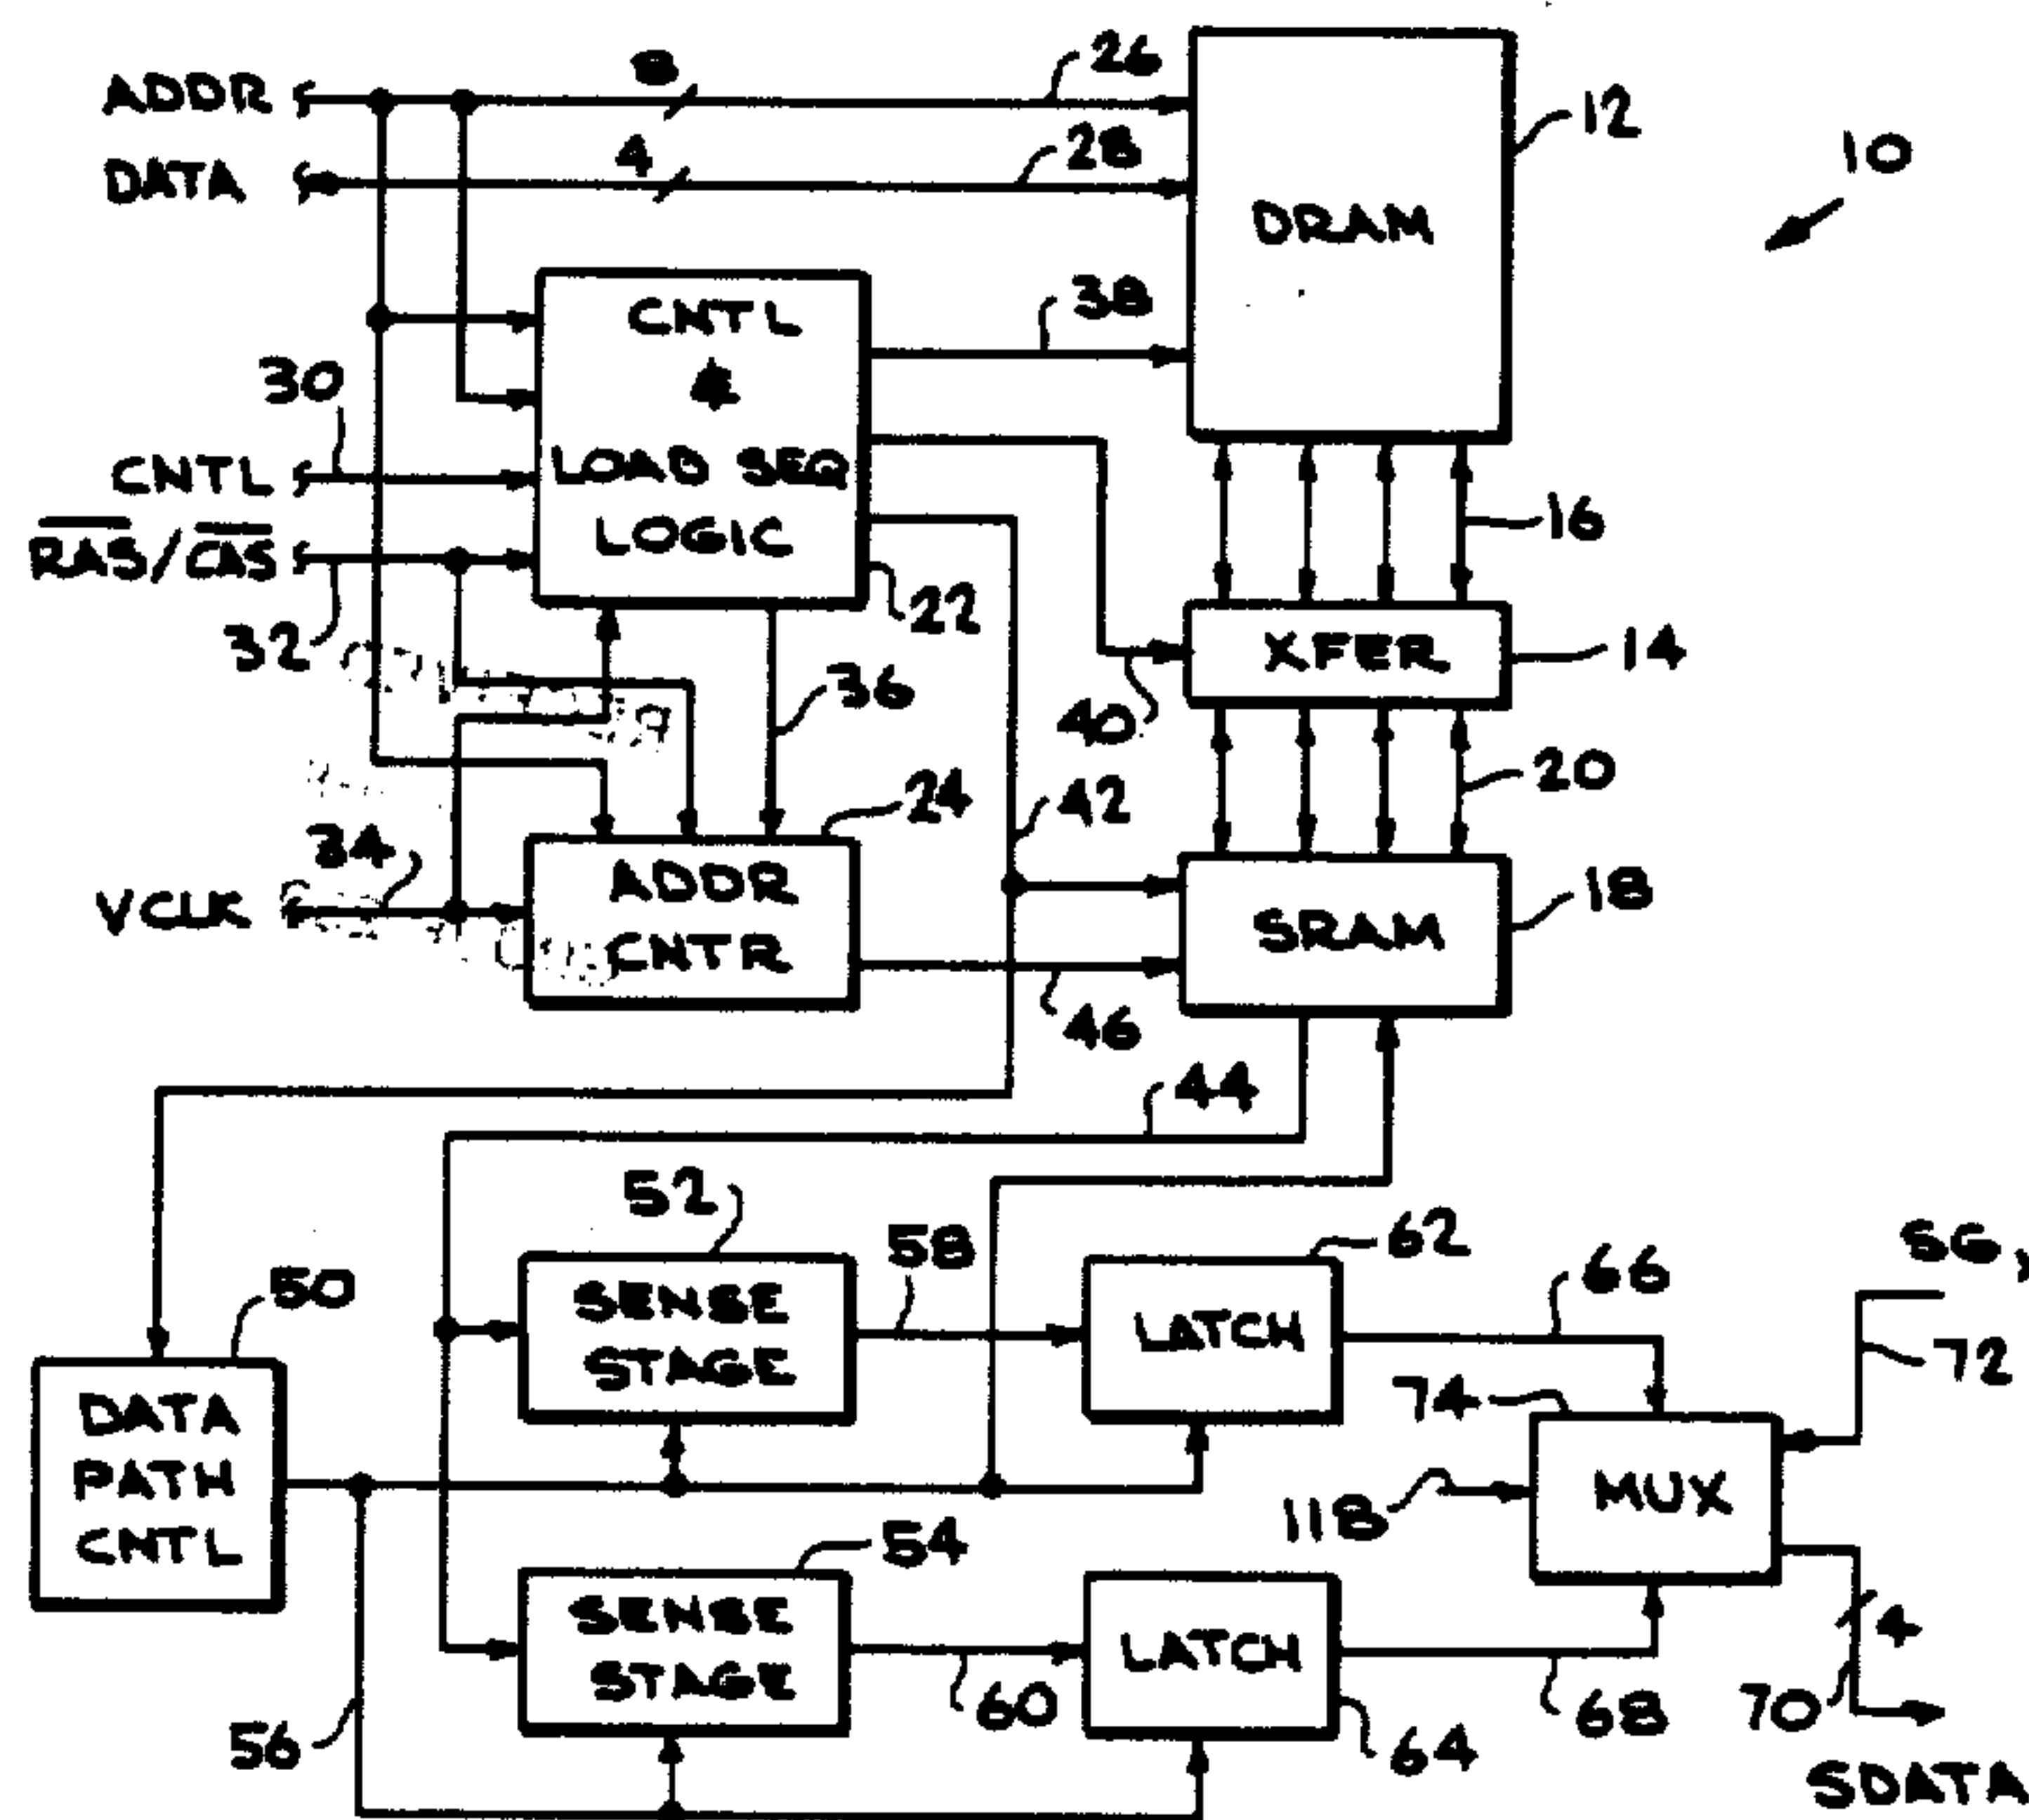 ADDR
8
26
DATA
4
28
DRAM
12
10
CNTL
&
LOAD SEQ
LOGIC
38
30
CNTL
RAS/CAS
32
22
16
XFER
14
36
40
20
24
42
34
VCLK
ADDR
CNTR
SRAM
18
46
44
52
58
62
66
72
50
DATA
PATH
CNTL
SENSE
STAGE
LATCH
74
118
MUX
54
SENSE
STAGE
LATCH
4
56
60
64
68
70
SDATA